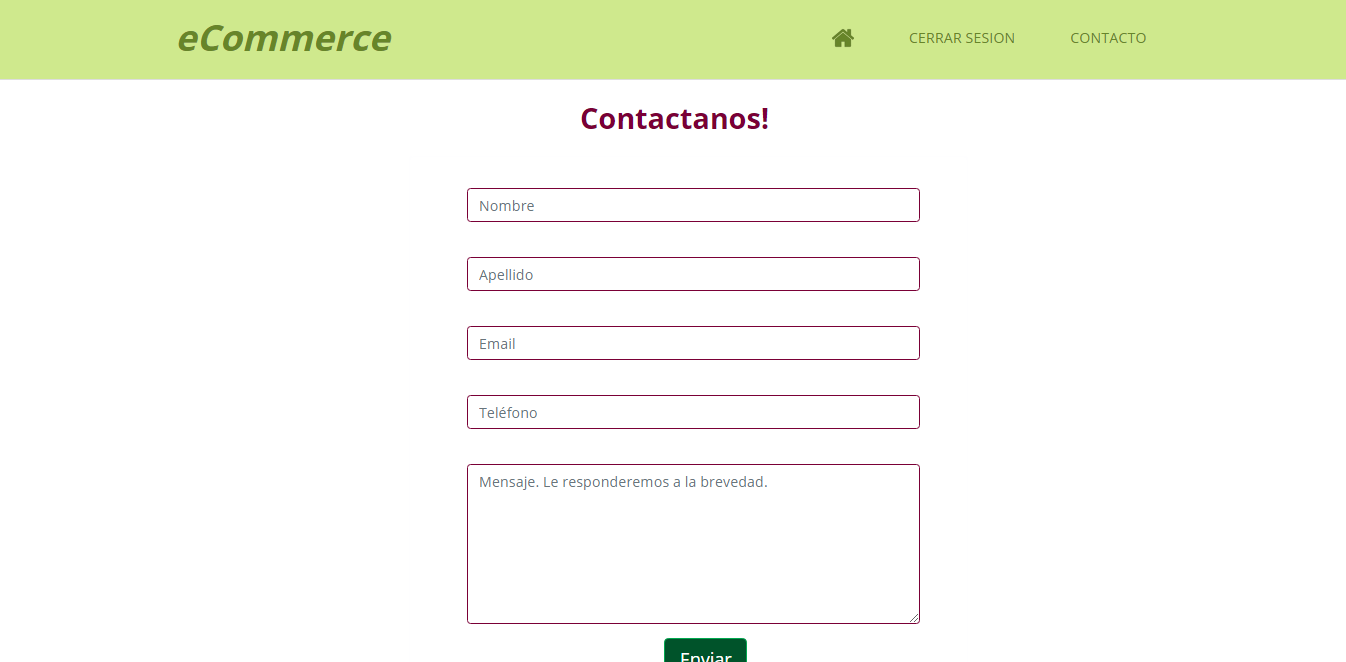 eCommerce
CERRAR SESION
CONTACTO
Contactanos!
Nombre
Apellido
Email
Teléfono
Mensaje. Le responderemos a la brevedad.
Enviar